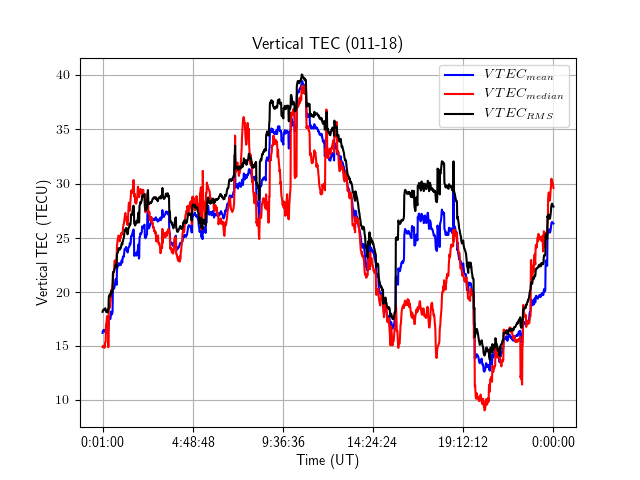 Vertical TEC (011-18)
VTEC_mean
VTEC_median
VTEC_RMS
Vertical TEC (TECU)
40
35
30
25
20
15
10
0:01:00 4:48:48 9:36:36 14:24:24 19:12:12 0:00:00
Time (UT)